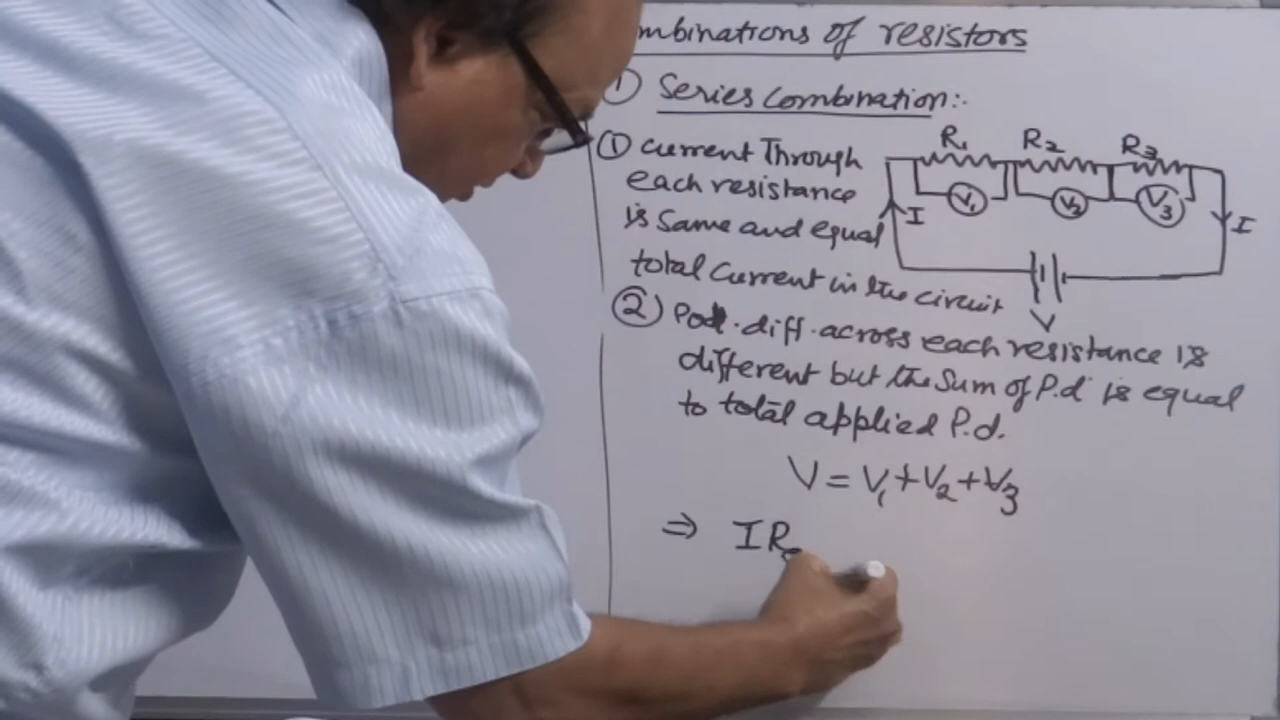 mbinations of resistors
① Series Combination:.
① Current Through
each resistance
is Same and equal
total Current in the circuit
R₁ R₂ R₃
V₁ V₂ V₃
I I
V
② Pot. diff. across each resistance is
different but the Sum of P.d is equal
to total applied P.d.
V = V₁ + V₂ + V₃
⇒ IR